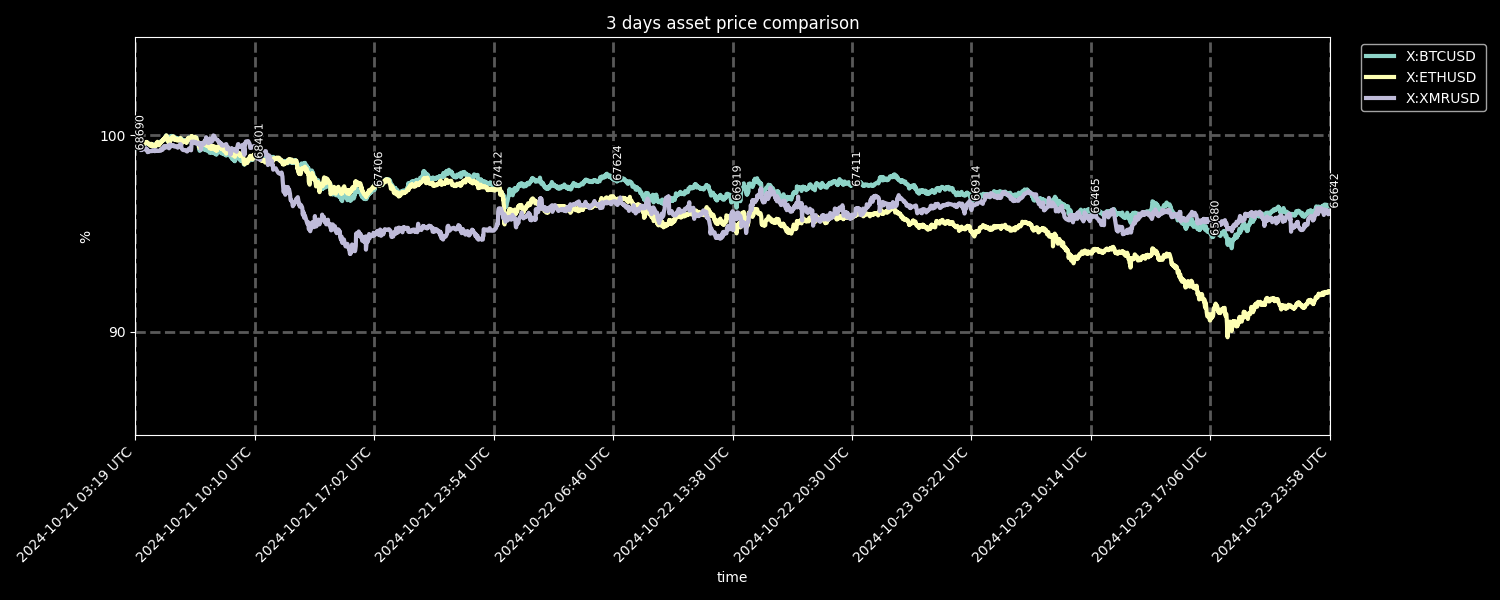 3 days asset price comparison
X:BTCUSD
X:ETHUSD
X:XMRUSD
100
90
%
68690
68401
67406
67412
67624
66919
67411
66914
66465
65680
66642
2024-10-21 03:19 UTC
2024-10-21 10:10 UTC
2024-10-21 17:02 UTC
2024-10-21 23:54 UTC
2024-10-22 06:46 UTC
2024-10-22 13:38 UTC
2024-10-22 20:30 UTC
2024-10-23 03:22 UTC
2024-10-23 10:14 UTC
2024-10-23 17:06 UTC
2024-10-23 23:58 UTC
time